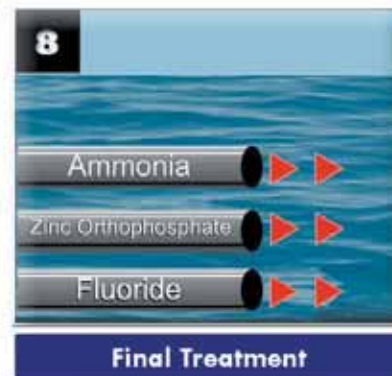 8
Ammonia
Zinc Orthophosphate
Fluoride
Final Treatment